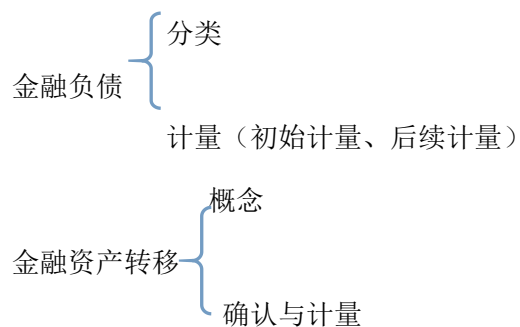 分类
金融负债
计量（初始计量、后续计量）
概念
金融资产转移
确认与计量